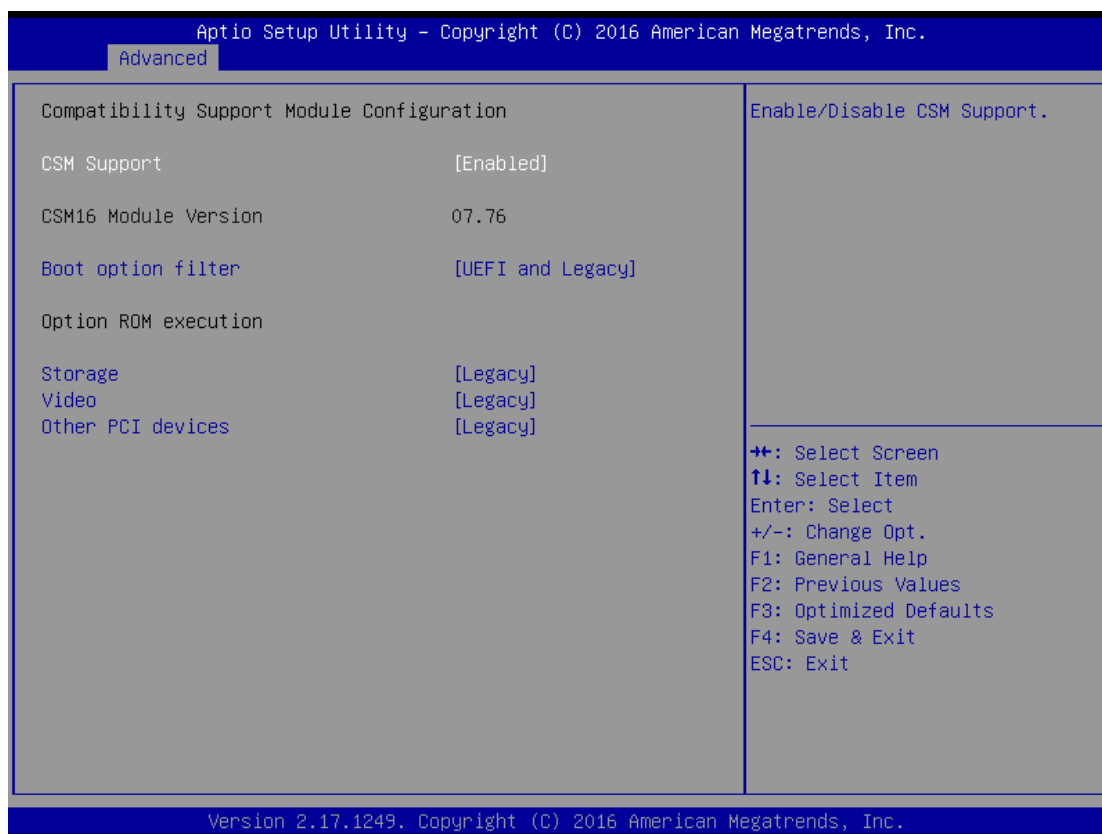 Aptio Setup Utility – Copyright (C) 2016 American Megatrends, Inc.
Advanced
Compatibility Support Module Configuration
CSM Support [Enabled]
CSM16 Module Version 07.76
Boot option filter [UEFI and Legacy]
Option ROM execution
Storage [Legacy]
Video [Legacy]
Other PCI devices [Legacy]
Enable/Disable CSM Support.
→←: Select Screen
↑↓: Select Item
Enter: Select
+/-: Change Opt.
F1: General Help
F2: Previous Values
F3: Optimized Defaults
F4: Save & Exit
ESC: Exit
Version 2.17.1249. Copyright (C) 2016 American Megatrends, Inc.